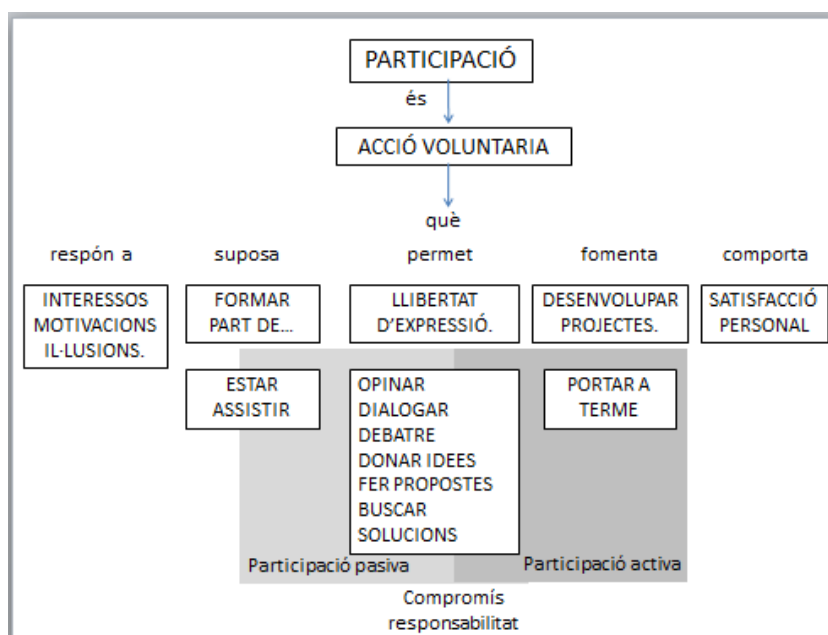 PARTICIPACIÓ
és
ACCIÓ VOLUNTARIA
què
respón a
suposa
permet
fomenta
comporta
INTERESSOS
MOTIVACIONS
IL·LUSIONS.
FORMAR
PART DE...
LLIBERTAT
D'EXPRESSIÓ.
DESENVOLUPAR
PROJECTES.
SATISFACCIÓ
PERSONAL
ESTAR
ASSISTIR
OPINAR
DIALOGAR
DEBATRE
DONAR IDEES
FER PROPOSTES
BUSCAR
SOLUCIONS
PORTAR A
TERME
Participació pasiva
Participació activa
Compromís
responsabilitat